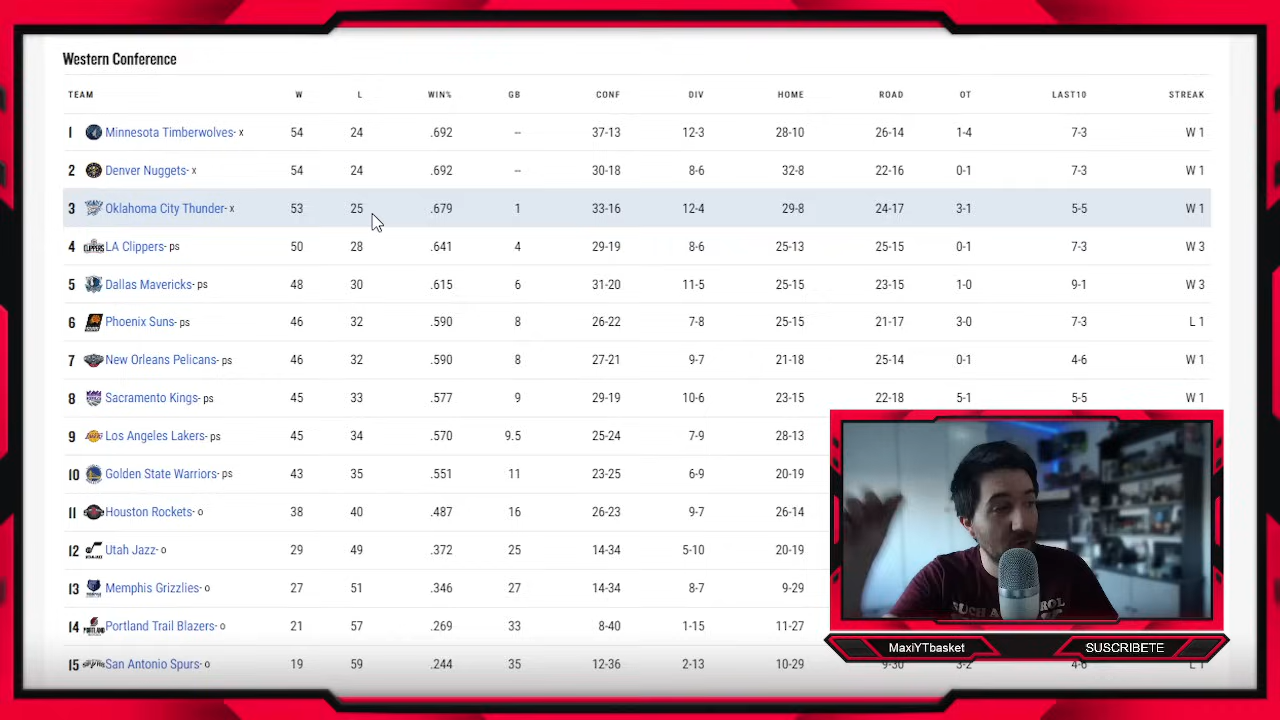 Western Conference
TEAM W L WIN% GB CONF DIV HOME ROAD OT LAST10 STREAK
1 Minnesota Timberwolves- x 54 24 .692 -- 37-13 12-3 28-10 26-14 1-4 7-3 W 1
2 Denver Nuggets- x 54 24 .692 -- 30-18 8-6 32-8 22-16 0-1 7-3 W 1
3 Oklahoma City Thunder- x 53 25 .679 1 33-16 12-4 29-8 24-17 3-1 5-5 W 1
4 LA Clippers- ps 50 28 .641 4 29-19 8-6 25-13 25-15 0-1 7-3 W 3
5 Dallas Mavericks- ps 48 30 .615 6 31-20 11-5 25-15 23-15 1-0 9-1 W 3
6 Phoenix Suns- ps 46 32 .590 8 26-22 7-8 25-15 21-17 3-0 7-3 L 1
7 New Orleans Pelicans- ps 46 32 .590 8 27-21 9-7 21-18 25-14 0-1 4-6 W 1
8 Sacramento Kings- ps 45 33 .577 9 29-19 10-6 23-15 22-18 5-1 5-5 W 1
9 Los Angeles Lakers- ps 45 34 .570 9.5 25-24 7-9 28-13
10 Golden State Warriors- ps 43 35 .551 11 23-25 6-9 20-19
11 Houston Rockets- o 38 40 .487 16 26-23 9-7 26-14
12 Utah Jazz- o 29 49 .372 25 14-34 5-10 20-19
13 Memphis Grizzlies- o 27 51 .346 27 14-34 8-7 9-29
14 Portland Trail Blazers- o 21 57 .269 33 8-40 1-15 11-27
15 San Antonio Spurs- o 19 59 .244 35 12-36 2-13 10-29 9-30 3-2 4-6 L 1
SUCH A
MaxiYTbasket SUSCRIBETE